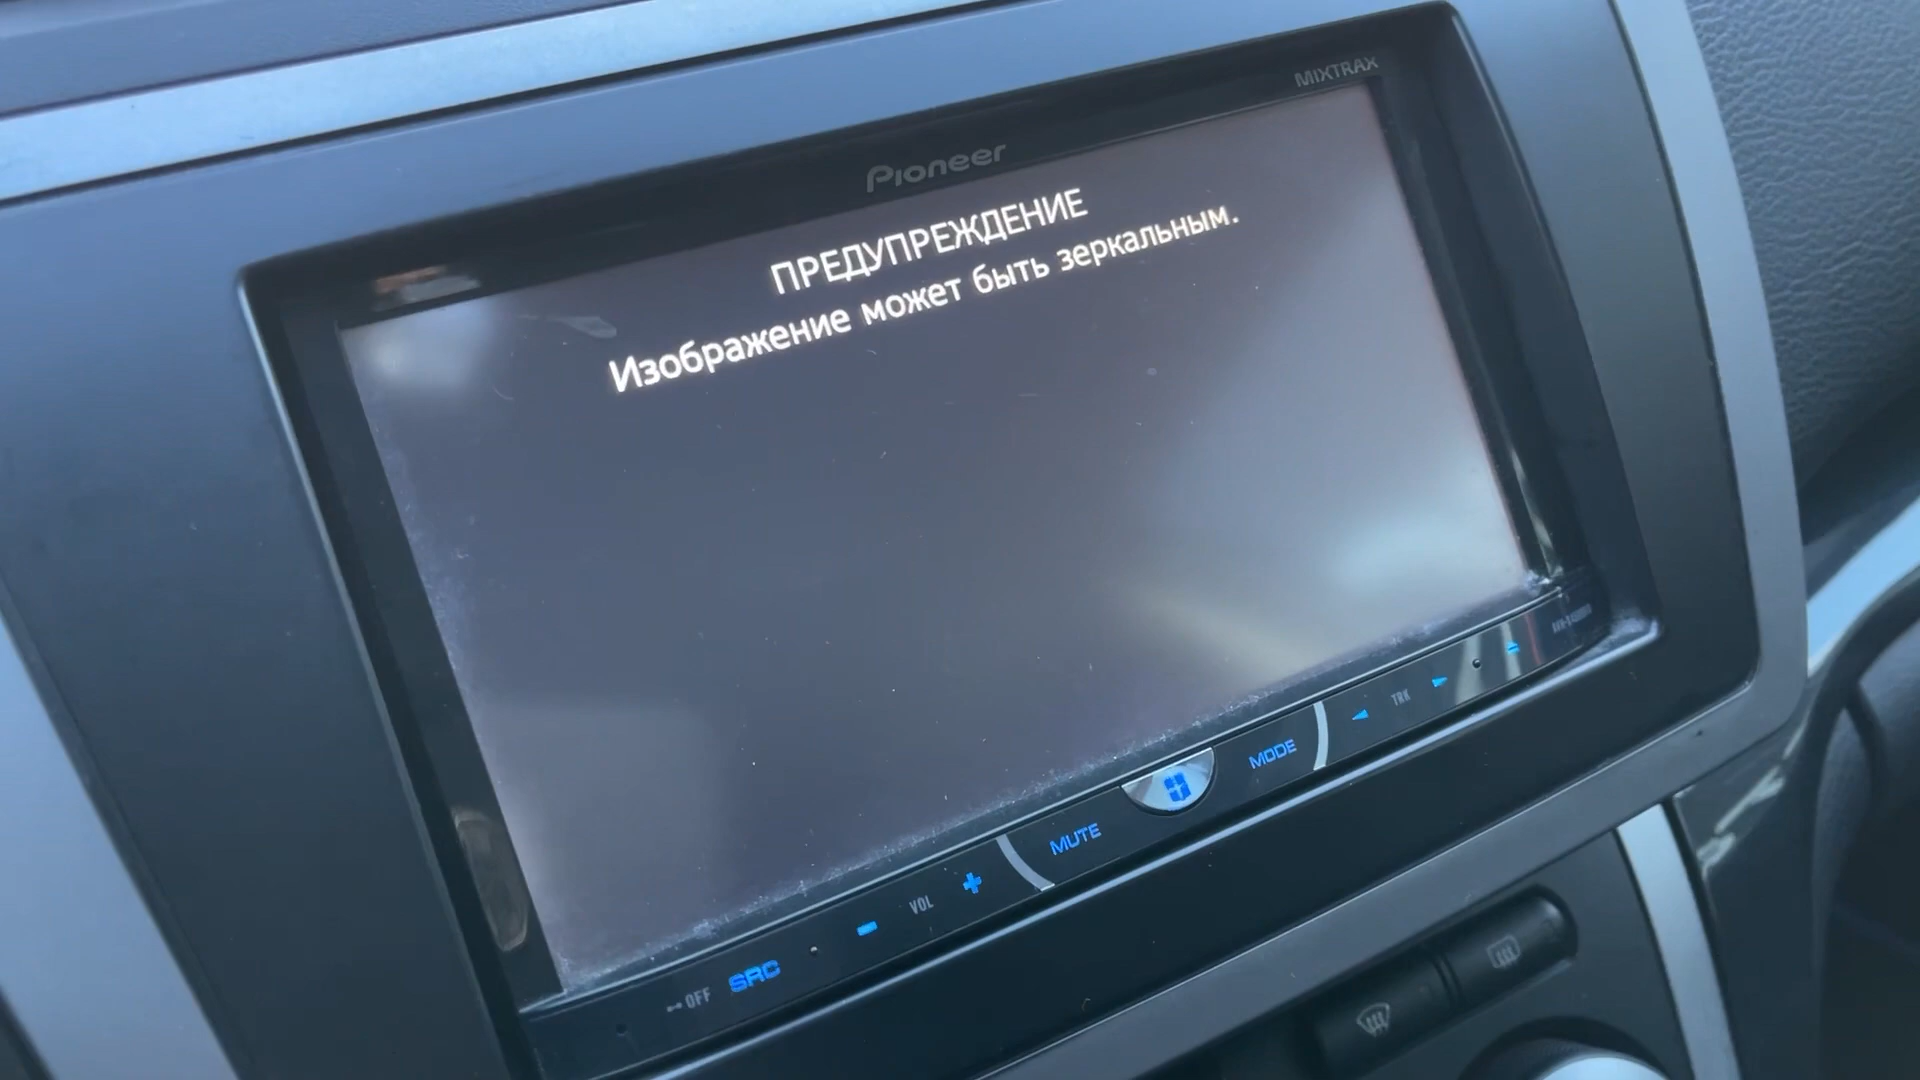 MIXTRAX
Pioneer
ПРЕДУПРЕЖДЕНИЕ
Изображение может быть зеркальным.
OFF
SRC
VOL
MUTE
MODE
TRK